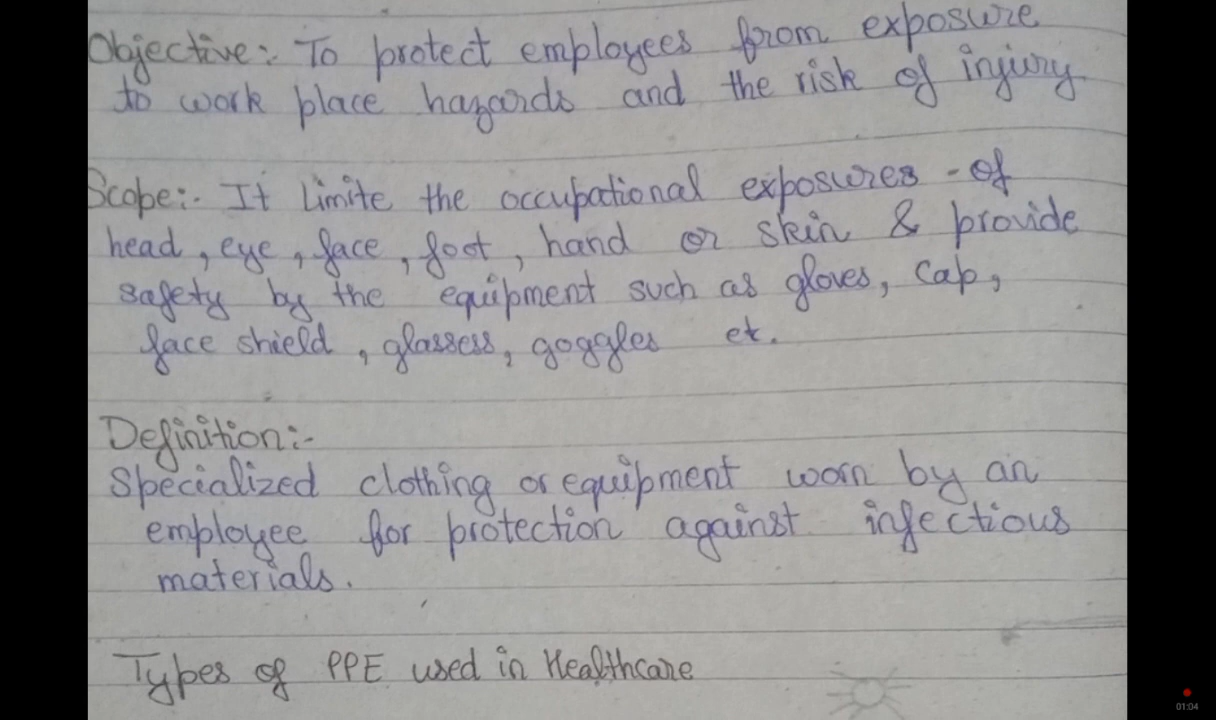 Objective:- To protect employees from exposure
to work place hazards and the risk of injury
Scope:- It Limite the occupational exposures - of
head, eye, face, foot, hand or skin & provide
safety by the equipment such as gloves, cap,
face shield, glassess, goggles et.
Definition:-
Specialized clothing or equipment worn by an
employee for protection against infectious
materials.
Types of PPE used in Healthcare
01:04